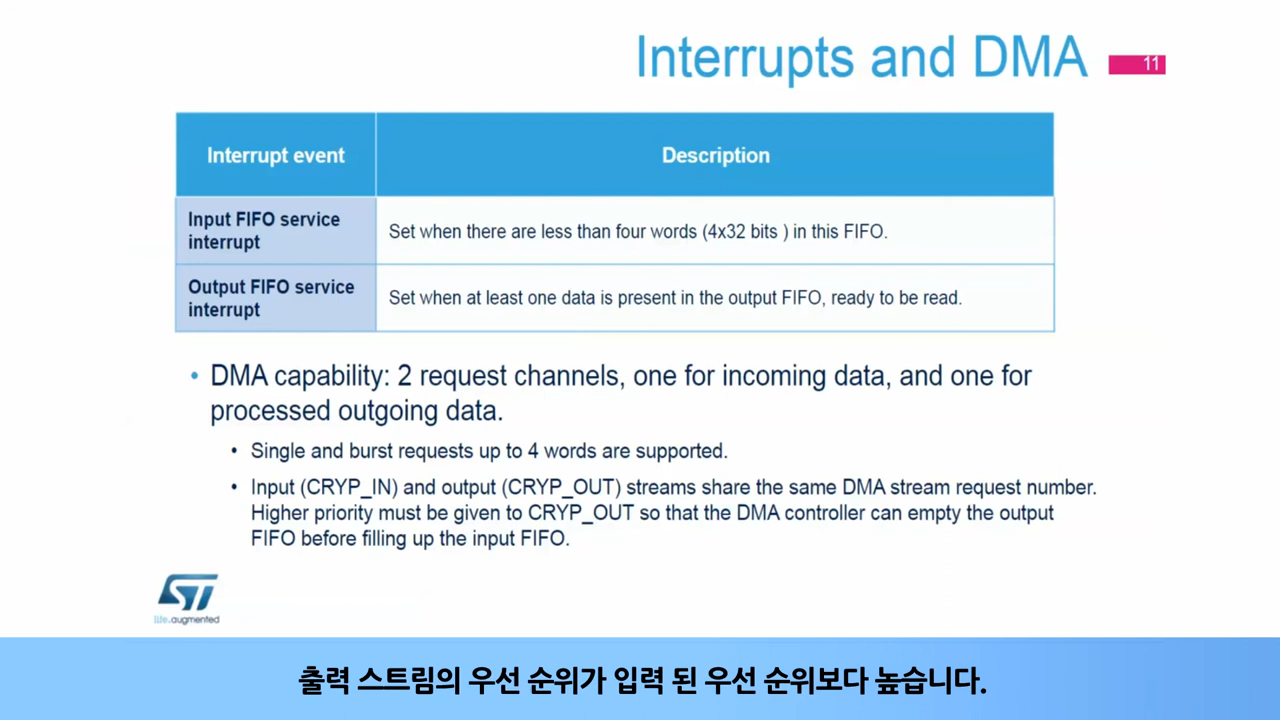 Interrupts and DMA
11
Interrupt event
Description
Input FIFO service
interrupt
Set when there are less than four words (4x32 bits ) in this FIFO.
Output FIFO service
interrupt
Set when at least one data is present in the output FIFO, ready to be read.
• DMA capability: 2 request channels, one for incoming data, and one for
processed outgoing data.
• Single and burst requests up to 4 words are supported.
• Input (CRYP_IN) and output (CRYP_OUT) streams share the same DMA stream request number.
Higher priority must be given to CRYP_OUT so that the DMA controller can empty the output
FIFO before filling up the input FIFO.
ST
life.augmented
출력 스트림의 우선 순위가 입력 된 우선 순위보다 높습니다.